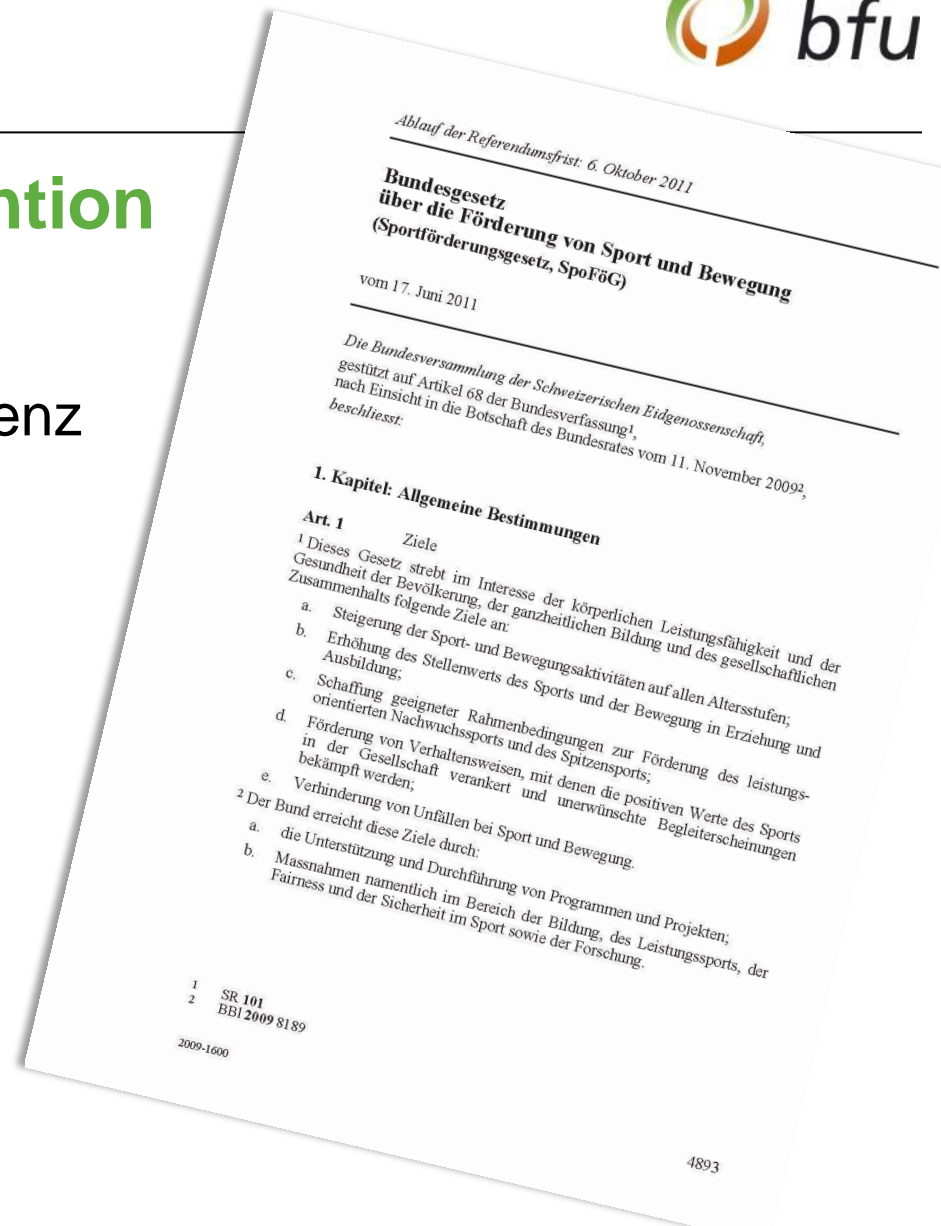 bfu
ntion
enz
Ablauf der Referendumsfrist: 6. Oktober 2011
Bundesgesetz
über die Förderung von Sport und Bewegung
(Sportförderungsgesetz, SpoFöG)
vom 17. Juni 2011
Die Bundesversammlung der Schweizerischen Eidgenossenschaft,
gestützt auf Artikel 68 der Bundesverfassung¹,
nach Einsicht in die Botschaft des Bundesrates vom 11. November 2009²,
beschliesst:
1. Kapitel: Allgemeine Bestimmungen
Art. 1 Ziele
¹ Dieses Gesetz strebt im Interesse der körperlichen Leistungsfähigkeit und der
Gesundheit der Bevölkerung, der ganzheitlichen Bildung und des gesellschaftlichen
Zusammenhalts folgende Ziele an:
a. Steigerung der Sport- und Bewegungsaktivitäten auf allen Altersstufen;
b. Erhöhung des Stellenwerts des Sports und der Bewegung in Erziehung und
Ausbildung;
c. Schaffung geeigneter Rahmenbedingungen zur Förderung des leistungs-
orientierten Nachwuchssports und des Spitzensports;
d. Förderung von Verhaltensweisen, mit denen die positiven Werte des Sports
in der Gesellschaft verankert und unerwünschte Begleiterscheinungen
bekämpft werden;
e. Verhinderung von Unfällen bei Sport und Bewegung.
² Der Bund erreicht diese Ziele durch:
a. die Unterstützung und Durchführung von Programmen und Projekten;
b. Massnahmen namentlich im Bereich der Bildung, des Leistungssports, der
Fairness und der Sicherheit im Sport sowie der Forschung.
1 SR 101
2 BBl 2009 8189
2009-1600
4893